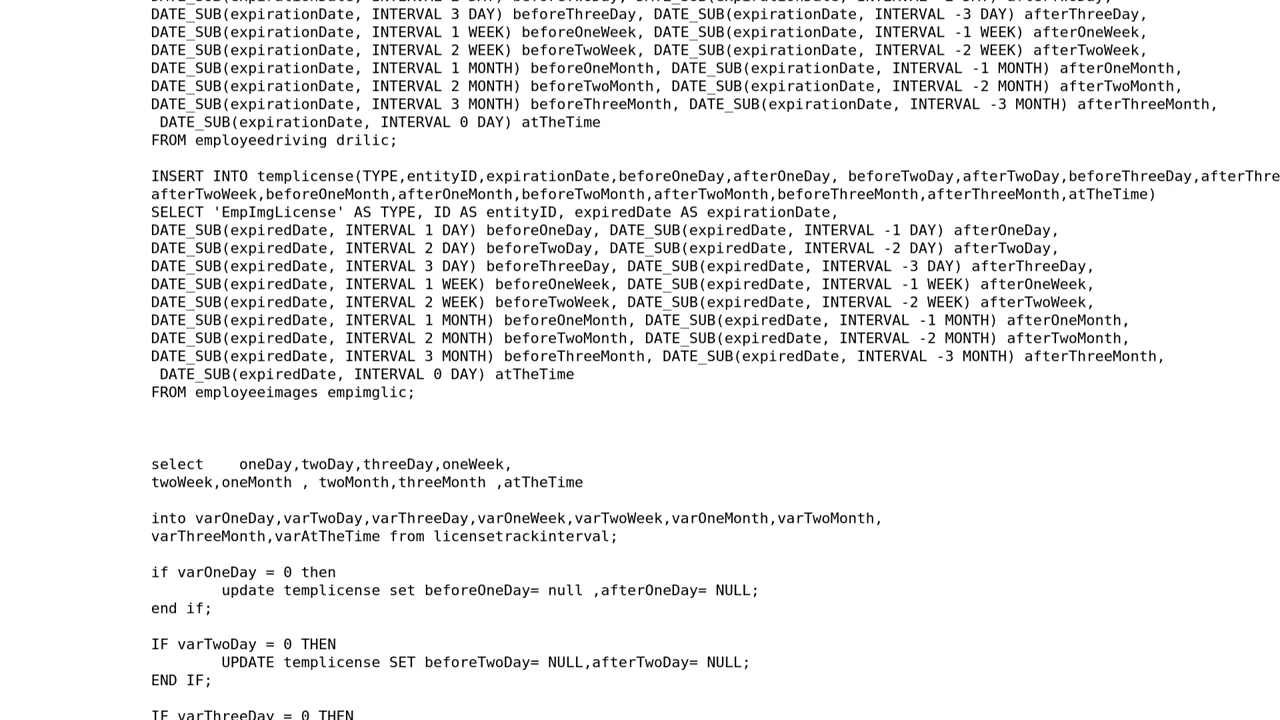 DATE_SUB(expirationDate, INTERVAL 3 DAY) beforeThreeDay, DATE_SUB(expirationDate, INTERVAL -3 DAY) afterThreeDay,
DATE_SUB(expirationDate, INTERVAL 1 WEEK) beforeOneWeek, DATE_SUB(expirationDate, INTERVAL -1 WEEK) afterOneWeek,
DATE_SUB(expirationDate, INTERVAL 2 WEEK) beforeTwoWeek, DATE_SUB(expirationDate, INTERVAL -2 WEEK) afterTwoWeek,
DATE_SUB(expirationDate, INTERVAL 1 MONTH) beforeOneMonth, DATE_SUB(expirationDate, INTERVAL -1 MONTH) afterOneMonth,
DATE_SUB(expirationDate, INTERVAL 2 MONTH) beforeTwoMonth, DATE_SUB(expirationDate, INTERVAL -2 MONTH) afterTwoMonth,
DATE_SUB(expirationDate, INTERVAL 3 MONTH) beforeThreeMonth, DATE_SUB(expirationDate, INTERVAL -3 MONTH) afterThreeMonth,
DATE_SUB(expirationDate, INTERVAL 0 DAY) atTheTime
FROM employeedriving drilic;
INSERT INTO templicense(TYPE,entityID,expirationDate,beforeOneDay,afterOneDay, beforeTwoDay,afterTwoDay,beforeThreeDay,afterThre
afterTwoWeek,beforeOneMonth,afterOneMonth,beforeTwoMonth,afterTwoMonth,beforeThreeMonth,afterThreeMonth,atTheTime)
SELECT 'EmpImgLicense' AS TYPE, ID AS entityID, expiredDate AS expirationDate,
DATE_SUB(expiredDate, INTERVAL 1 DAY) beforeOneDay, DATE_SUB(expiredDate, INTERVAL -1 DAY) afterOneDay,
DATE_SUB(expiredDate, INTERVAL 2 DAY) beforeTwoDay, DATE_SUB(expiredDate, INTERVAL -2 DAY) afterTwoDay,
DATE_SUB(expiredDate, INTERVAL 3 DAY) beforeThreeDay, DATE_SUB(expiredDate, INTERVAL -3 DAY) afterThreeDay,
DATE_SUB(expiredDate, INTERVAL 1 WEEK) beforeOneWeek, DATE_SUB(expiredDate, INTERVAL -1 WEEK) afterOneWeek,
DATE_SUB(expiredDate, INTERVAL 2 WEEK) beforeTwoWeek, DATE_SUB(expiredDate, INTERVAL -2 WEEK) afterTwoWeek,
DATE_SUB(expiredDate, INTERVAL 1 MONTH) beforeOneMonth, DATE_SUB(expiredDate, INTERVAL -1 MONTH) afterOneMonth,
DATE_SUB(expiredDate, INTERVAL 2 MONTH) beforeTwoMonth, DATE_SUB(expiredDate, INTERVAL -2 MONTH) afterTwoMonth,
DATE_SUB(expiredDate, INTERVAL 3 MONTH) beforeThreeMonth, DATE_SUB(expiredDate, INTERVAL -3 MONTH) afterThreeMonth,
DATE_SUB(expiredDate, INTERVAL 0 DAY) atTheTime
FROM employeeimages empimglic;
select    oneDay,twoDay,threeDay,oneWeek,
twoWeek,oneMonth , twoMonth,threeMonth ,atTheTime
into varOneDay,varTwoDay,varThreeDay,varOneWeek,varTwoWeek,varOneMonth,varTwoMonth,
varThreeMonth,varAtTheTime from licensetrackinterval;
if varOneDay = 0 then
update templicense set beforeOneDay= null ,afterOneDay= NULL;
end if;
IF varTwoDay = 0 THEN
UPDATE templicense SET beforeTwoDay= NULL,afterTwoDay= NULL;
END IF;
IF varThreeDay = 0 THEN